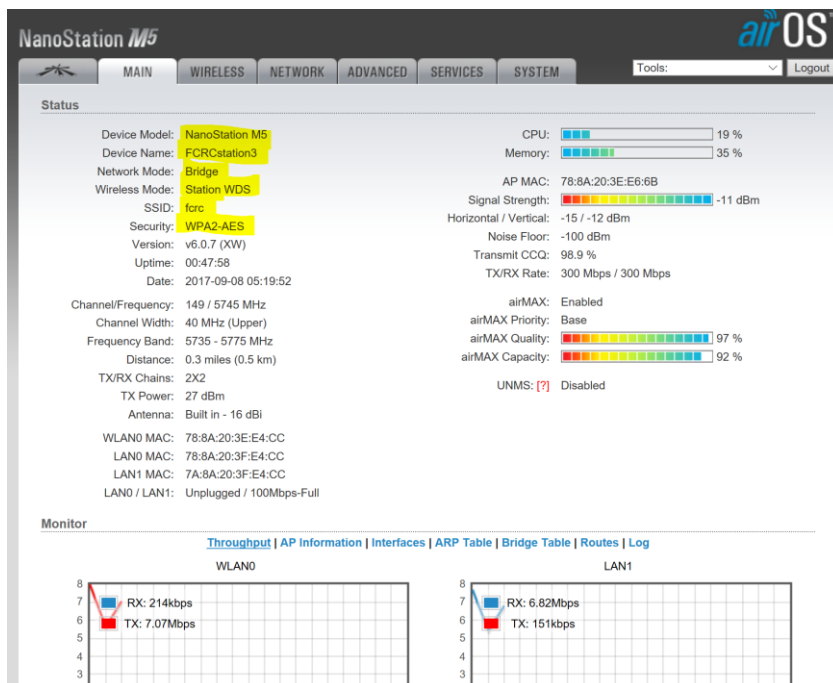 NanoStation M5
airOS
MAIN WIRELESS NETWORK ADVANCED SERVICES SYSTEM Tools: Logout
Status
Device Model: NanoStation M5
Device Name: FCRCstation3
Network Mode: Bridge
Wireless Mode: Station WDS
SSID: fcrc
Security: WPA2-AES
Version: v6.0.7 (XW)
Uptime: 00:47:58
Date: 2017-09-08 05:19:52
Channel/Frequency: 149 / 5745 MHz
Channel Width: 40 MHz (Upper)
Frequency Band: 5735 - 5775 MHz
Distance: 0.3 miles (0.5 km)
TX/RX Chains: 2X2
TX Power: 27 dBm
Antenna: Built in - 16 dBi
WLAN0 MAC: 78:8A:20:3E:E4:CC
LAN0 MAC: 78:8A:20:3F:E4:CC
LAN1 MAC: 7A:8A:20:3F:E4:CC
LAN0 / LAN1: Unplugged / 100Mbps-Full
CPU: 19 %
Memory: 35 %
AP MAC: 78:8A:20:3E:E6:6B
Signal Strength: -11 dBm
Horizontal / Vertical: -15 / -12 dBm
Noise Floor: -100 dBm
Transmit CCQ: 98.9 %
TX/RX Rate: 300 Mbps / 300 Mbps
airMAX: Enabled
airMAX Priority: Base
airMAX Quality: 97 %
airMAX Capacity: 92 %
UNMS: [?] Disabled
Monitor
Throughput | AP Information | Interfaces | ARP Table | Bridge Table | Routes | Log
WLAN0
8
7
6
5
4
3
RX: 214kbps
TX: 7.07Mbps
LAN1
8
7
6
5
4
3
RX: 6.82Mbps
TX: 151kbps